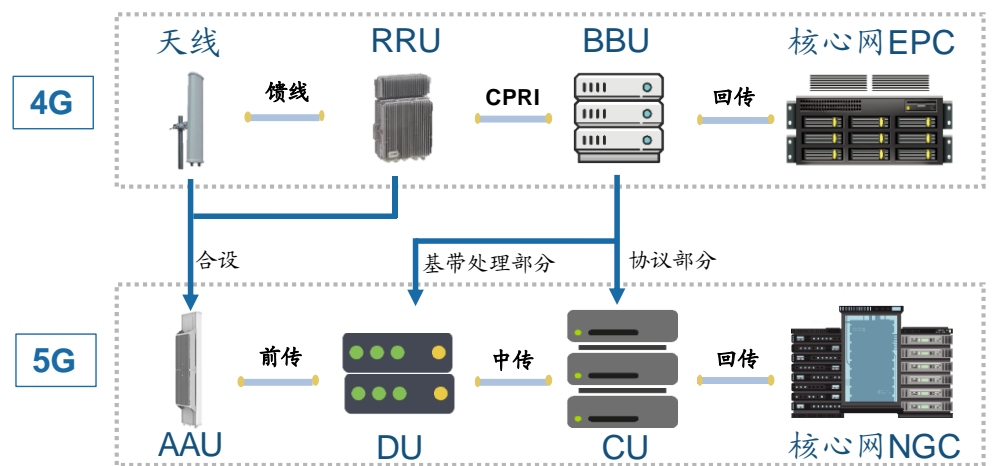 天线
RRU
BBU
核心网EPC
4G
馈线
CPRI
回传
合设
基带处理部分
协议部分
5G
前传
中传
回传
AAU
DU
CU
核心网NGC